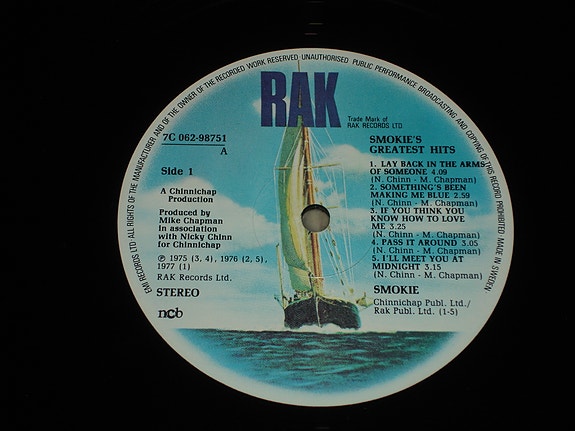 EMI RECORDS LTD ALL RIGHTS OF THE MANUFACTURER AND OF THE OWNER OF THE RECORDED WORK RESERVED UNAUTHORISED PUBLIC PERFORMANCE BROADCASTING AND COPYING OF THIS RECORD PROHIBITED MADE IN SWEDEN
RAK
Trade Mark of
RAK RECORDS LTD
7C 062-98751
A
Side 1
A Chinnichap
Production
Produced by
Mike Chapman
In association
with Nicky Chinn
for Chinnichap
℗ 1975 (3, 4), 1976 (2, 5),
1977 (1)
RAK Records Ltd.
STEREO
ncb
SMOKIE'S
GREATEST HITS
1. LAY BACK IN THE ARMS
OF SOMEONE 4.09
(N. Chinn - M. Chapman)
2. SOMETHING'S BEEN
MAKING ME BLUE 2.59
(N. Chinn - M. Chapman)
3. IF YOU THINK YOU
KNOW HOW TO LOVE
ME 3.25
(N. Chinn - M. Chapman)
4. PASS IT AROUND 3.05
(N. Chinn - M. Chapman)
5. I'LL MEET YOU AT
MIDNIGHT 3.15
(N. Chinn - M. Chapman)
SMOKIE
Chinnichap Publ. Ltd./
Rak Publ. Ltd. (1-5)